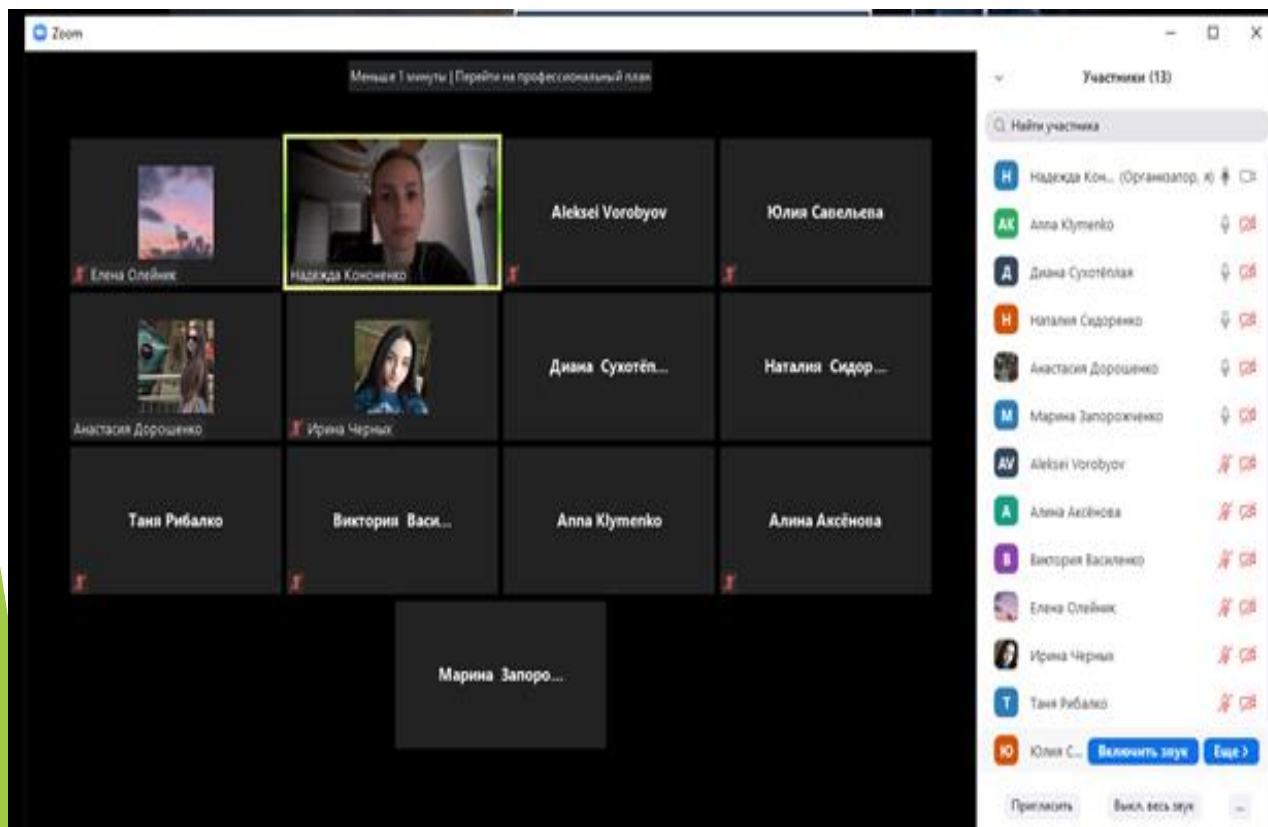 Zoom
Меньше 1 минуты | Перейти на профессиональный план
Елена Олейник
Надежда Кононенко
Aleksei Vorobyov
Юлия Савельева
Анастасия Дорошенко
Ирина Черных
Диана Сухотёп...
Наталия Сидор...
Таня Рибалко
Виктория Васи...
Anna Klymenko
Алина Аксёнова
Марина Запоро...
Участники (13)
Найти участника
Н Надежда Кон... (Организатор, я)
AK Anna Klymenko
Д Диана Сухотёплая
Н Наталия Сидоренко
Анастасия Дорошенко
М Марина Запорожченко
AV Aleksei Vorobyov
А Алина Аксёнова
В Виктория Василенко
Елена Олейник
Ирина Черных
Т Таня Рибалко
Ю Юлия С... Включить звук Еще >
Пригласить Выкл. весь звук ...